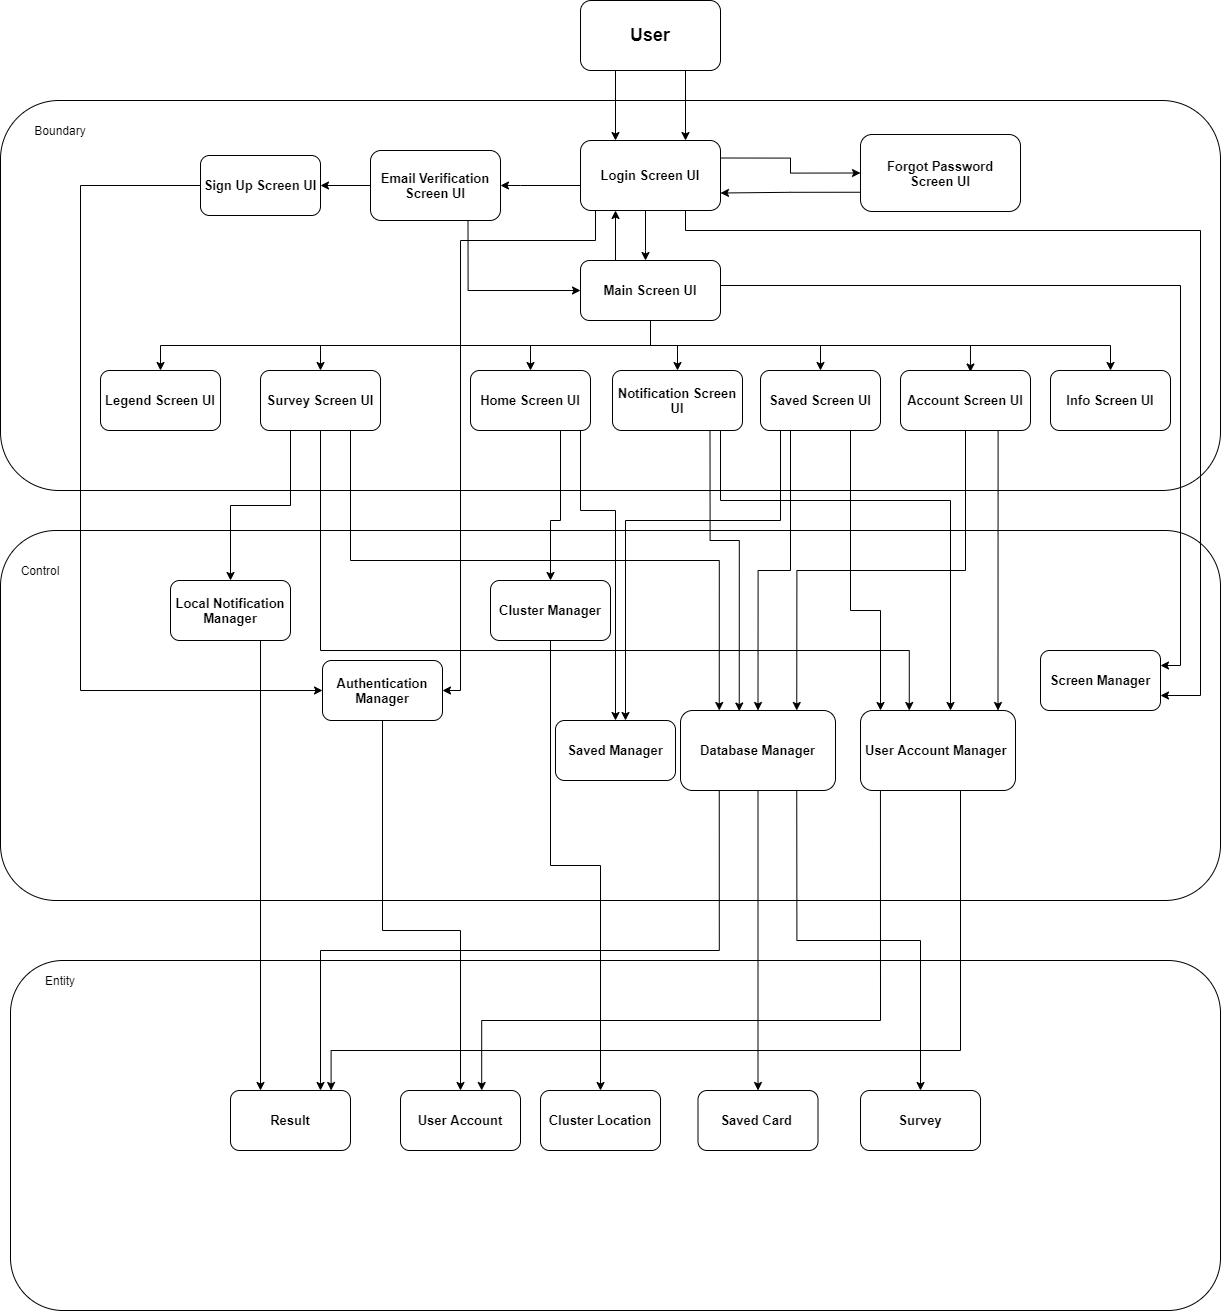 User
Boundary
Sign Up Screen UI
Email Verification
Screen UI
Login Screen UI
Forgot Password
Screen UI
Main Screen UI
Legend Screen UI
Survey Screen UI
Home Screen UI
Notification Screen
UI
Saved Screen UI
Account Screen UI
Info Screen UI
Control
Local Notification
Manager
Cluster Manager
Authentication
Manager
Screen Manager
Saved Manager
Database Manager
User Account Manager
Entity
Result
User Account
Cluster Location
Saved Card
Survey